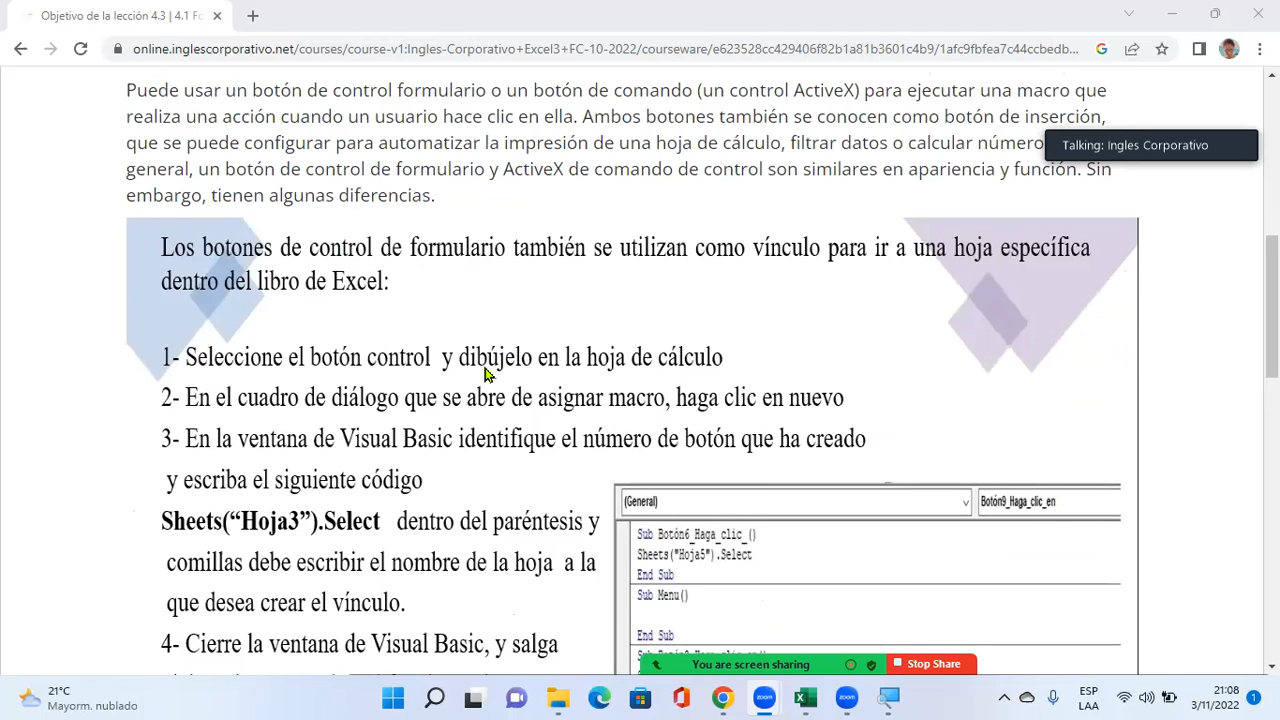 Objetivo de la lección 4.3 | 4.1 F
online.inglescorporativo.net/courses/course-v1:Ingles-Corporativo+Excel3+FC-10-2022/courseware/e623528cc429406f82b1a81b3601c4b9/1afc9fbfea7c44ccbedb...
Puede usar un botón de control formulario o un botón de comando (un control ActiveX) para ejecutar una macro que
realiza una acción cuando un usuario hace clic en ella. Ambos botones también se conocen como botón de inserción,
que se puede configurar para automatizar la impresión de una hoja de cálculo, filtrar datos o calcular número
Talking: Ingles Corporativo
general, un botón de control de formulario y ActiveX de comando de control son similares en apariencia y función. Sin
embargo, tienen algunas diferencias.
Los botones de control de formulario también se utilizan como vínculo para ir a una hoja específica
dentro del libro de Excel:
1- Seleccione el botón control y dibújelo en la hoja de cálculo
2- En el cuadro de diálogo que se abre de asignar macro, haga clic en nuevo
3- En la ventana de Visual Basic identifique el número de botón que ha creado
y escriba el siguiente código
Sheets(“Hoja3”).Select dentro del paréntesis y
comillas debe escribir el nombre de la hoja a la
que desea crear el vínculo.
4- Cierre la ventana de Visual Basic, y salga
(General)
Botón9_Haga_clic_en
Sub Botón6_Haga_clic_()
Sheets("Hoja5").Select
End Sub
Sub Menu()
End Sub
You are screen sharing
Stop Share
21°C
Mayorm. nublado
ESP
LAA
21:08
3/11/2022
1